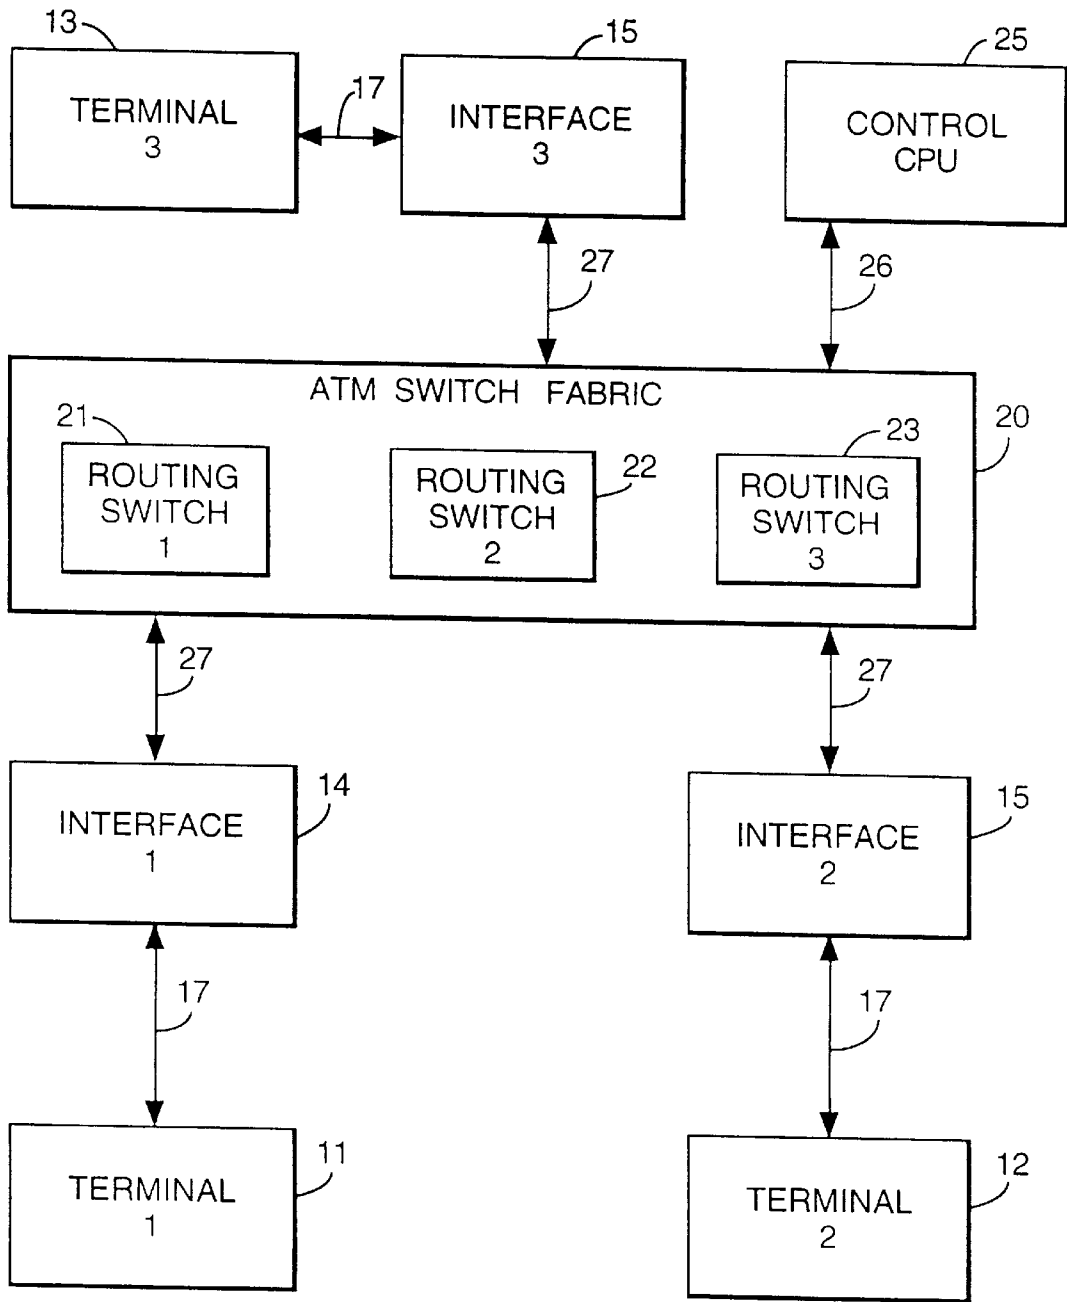 13
15
25
TERMINAL
3
17
INTERFACE
3
CONTROL
CPU
27
26
ATM SWITCH FABRIC
20
21
ROUTING
SWITCH
1
22
ROUTING
SWITCH
2
23
ROUTING
SWITCH
3
27
27
14
INTERFACE
1
15
INTERFACE
2
17
17
11
TERMINAL
1
12
TERMINAL
2